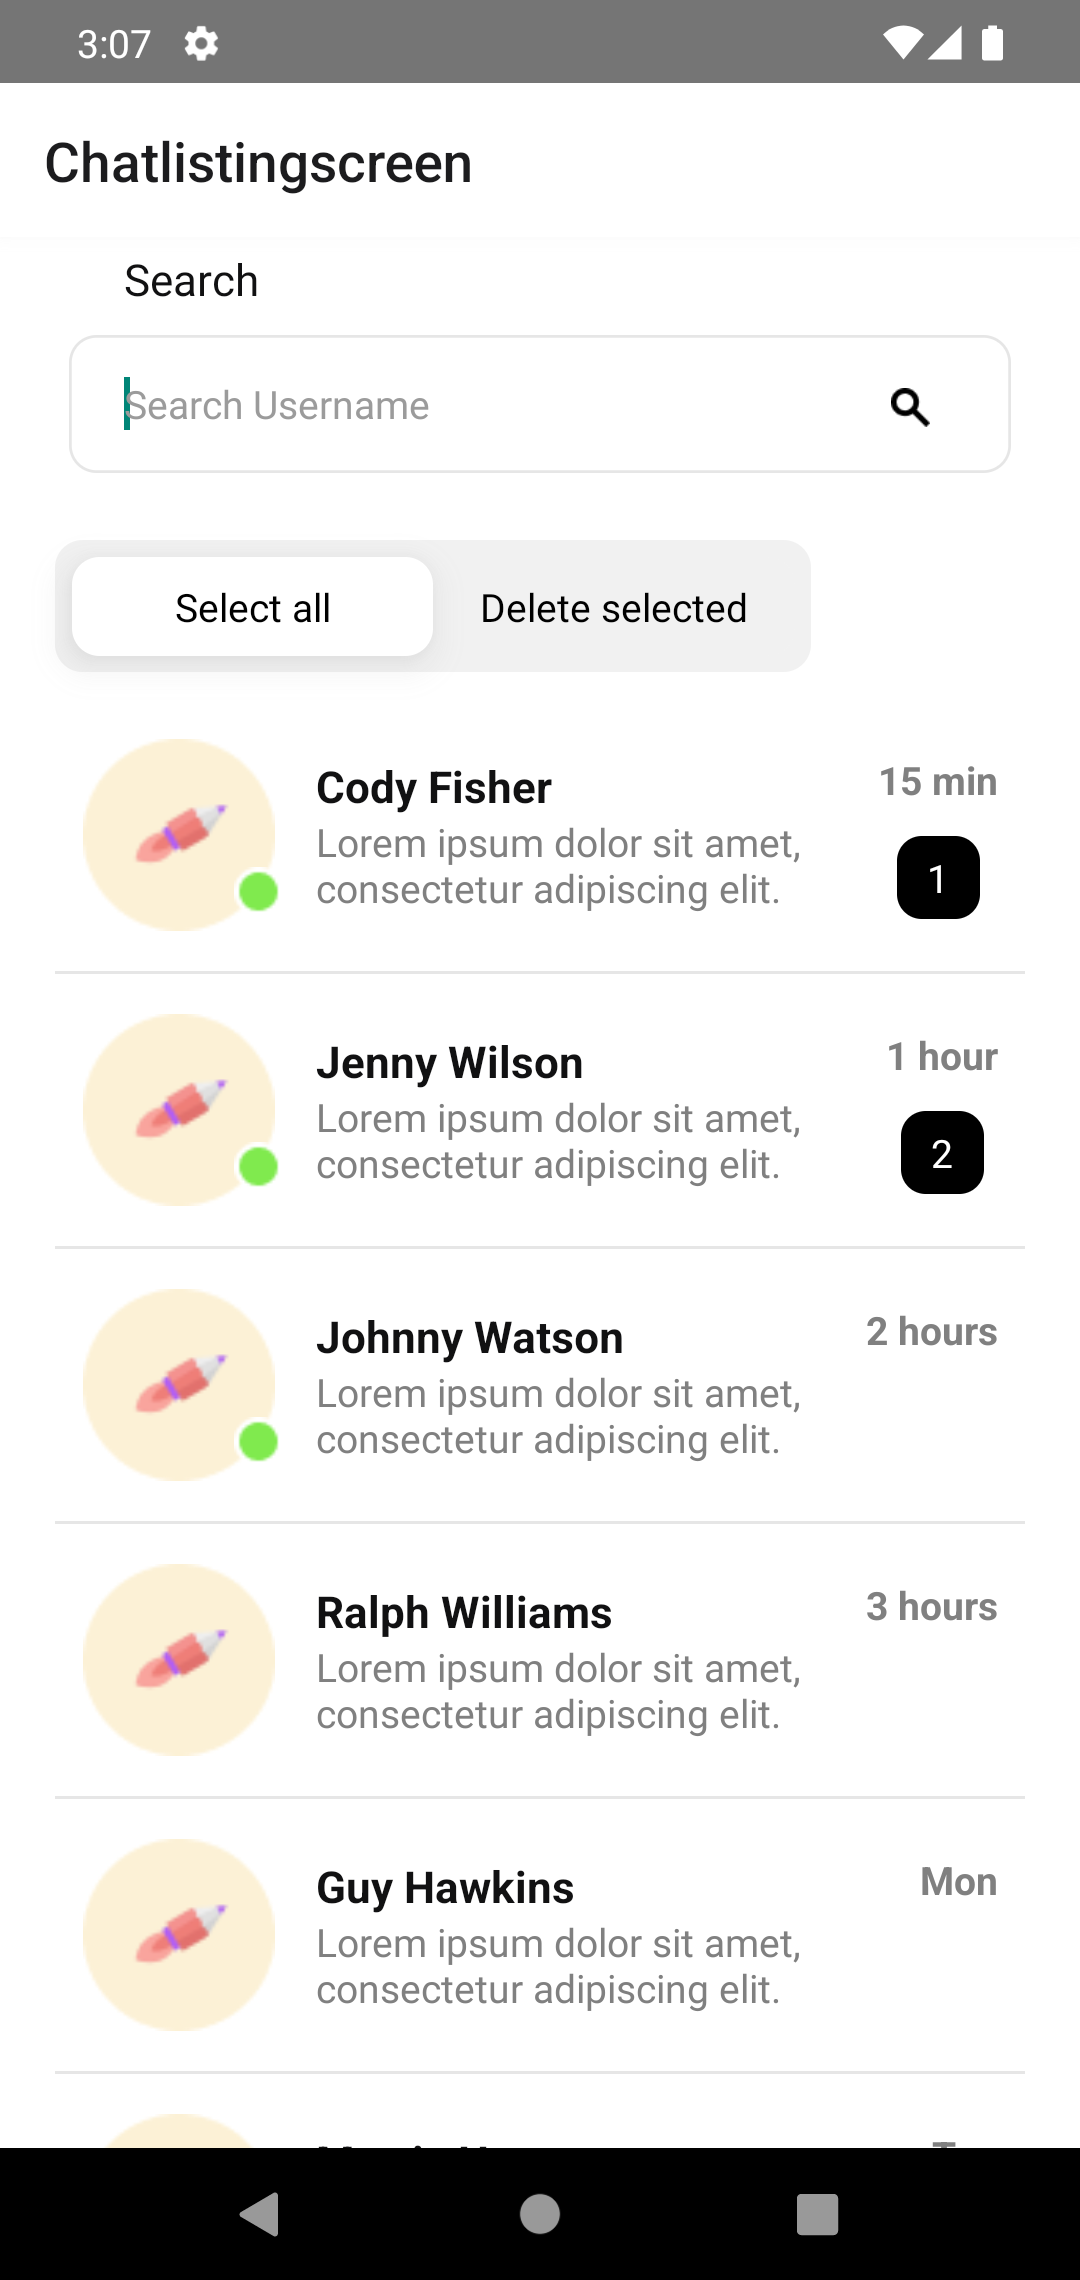 3:07
Chatlistingscreen
Search
Search Username
Select all
Delete selected
Cody Fisher
15 min
Lorem ipsum dolor sit amet,
consectetur adipiscing elit.
1
Jenny Wilson
1 hour
Lorem ipsum dolor sit amet,
consectetur adipiscing elit.
2
Johnny Watson
2 hours
Lorem ipsum dolor sit amet,
consectetur adipiscing elit.
Ralph Williams
3 hours
Lorem ipsum dolor sit amet,
consectetur adipiscing elit.
Guy Hawkins
Mon
Lorem ipsum dolor sit amet,
consectetur adipiscing elit.